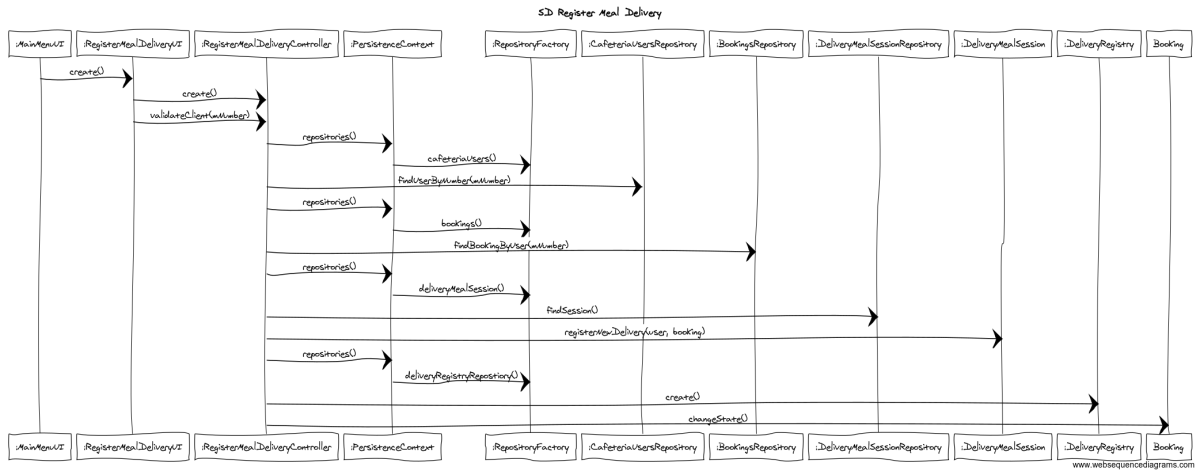 SD Register Meal Delivery
:MainMenuUI
:RegisterMealDeliveryUI
:RegisterMealDeliveryController
:PersistenceContext
:RepositoryFactory
:CafeteriaUsersRepository
:BookingsRepository
:DeliveryMealSessionRepository
:DeliveryMealSession
:DeliveryRegistry
Booking
create()
create()
validateClient(mNumber)
repositories()
cafeteriaUsers()
findUserByNumber(mNumber)
repositories()
bookings()
findBookingByUser(mNumber)
repositories()
deliveryMealSession()
findSession()
registerNewDelivery(user, booking)
repositories()
deliveryRegistryRepostiory()
create()
changeState()
:MainMenuUI
:RegisterMealDeliveryUI
:RegisterMealDeliveryController
:PersistenceContext
:RepositoryFactory
:CafeteriaUsersRepository
:BookingsRepository
:DeliveryMealSessionRepository
:DeliveryMealSession
:DeliveryRegistry
Booking
www.websequencediagrams.com